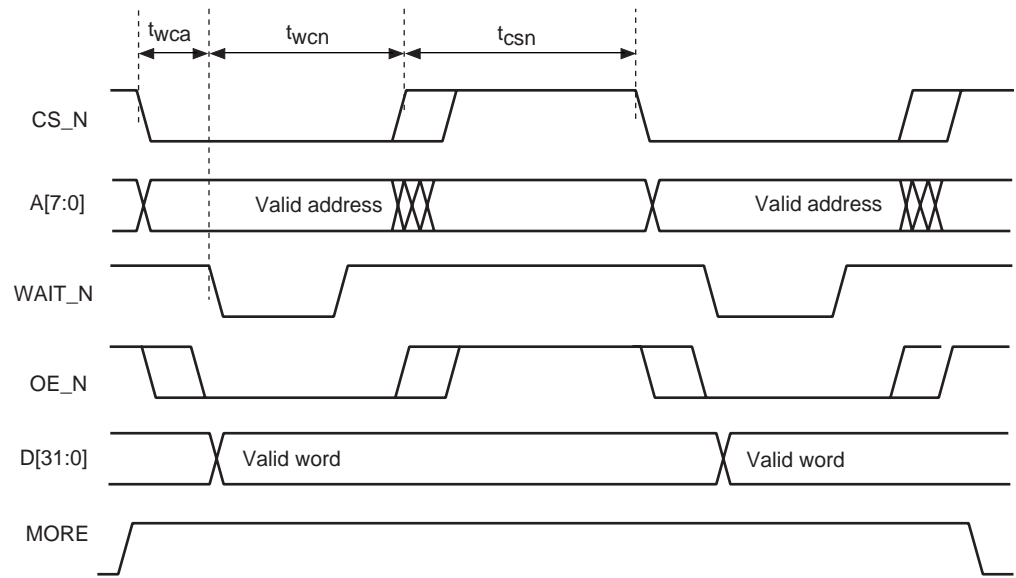 twca twcn tcsn
CS_N
A[7:0] Valid address Valid address
WAIT_N
OE_N
D[31:0] Valid word Valid word
MORE